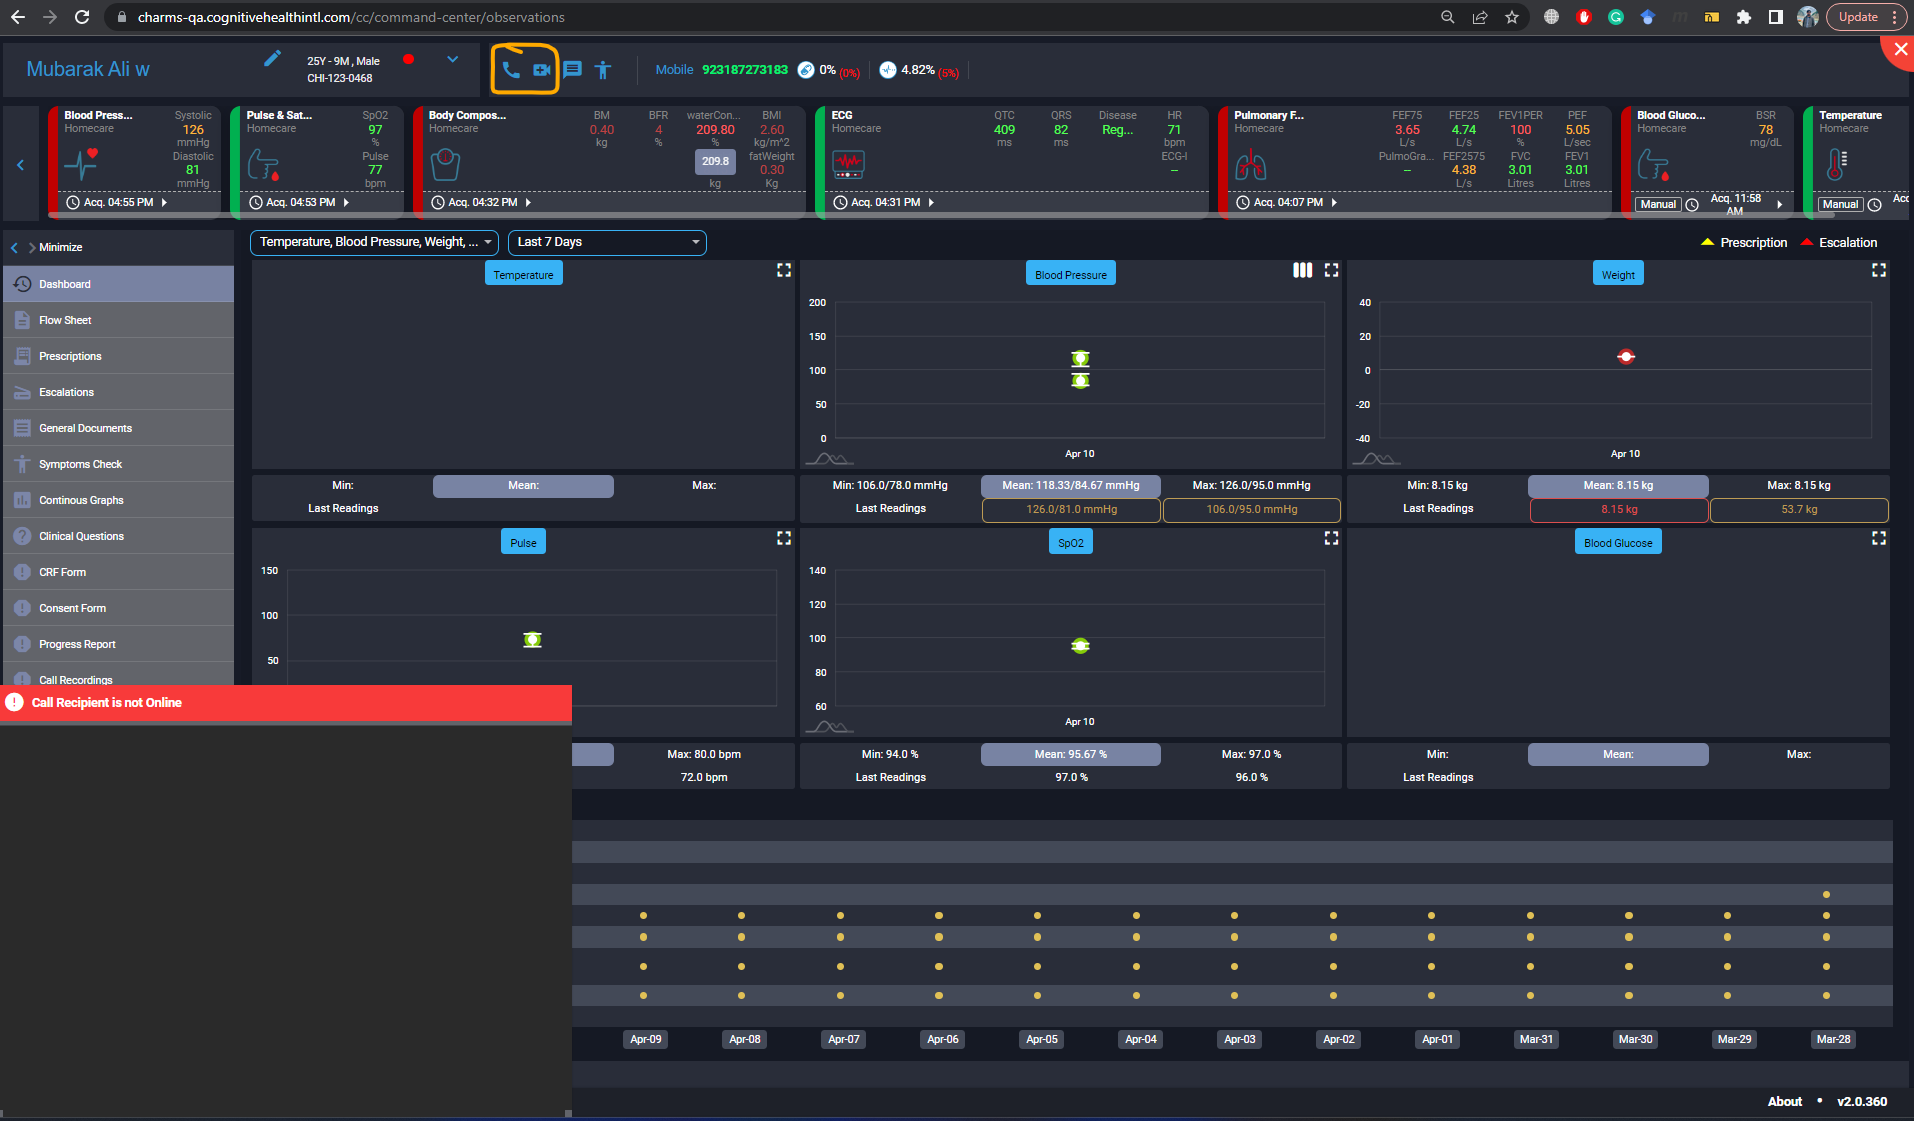 charms-qa.cognitivehealthintl.com/cc/command-center/observations
Update
Mubarak Ali w
25Y - 9M , Male
CHI-123-0468
Mobile 923187273183 0% (0%) 4.82% (5%)
Blood Press...
Homecare
Systolic
126
mmHg
Diastolic
81
mmHg
Acq. 04:55 PM
Pulse & Sat...
Homecare
SpO2
97
%
Pulse
77
bpm
Acq. 04:53 PM
Body Compos...
Homecare
BM BFR waterCon... BMI
0.40 4 209.80 2.60
kg % kg/m^2
209.8 fatWeight
0.30
kg Kg
Acq. 04:32 PM
ECG
Homecare
QTC QRS Disease HR
409 82 Reg... 71
ms ms bpm
ECG-I
--
Acq. 04:31 PM
Pulmonary F...
Homecare
FEF75 FEF25 FEV1PER PEF
3.65 4.74 100 5.05
L/s L/s % L/sec
PulmoGra... FEF2575 FVC FEV1
-- 4.38 3.01 3.01
L/s Litres Litres
Acq. 04:07 PM
Blood Gluco...
Homecare
BSR
78
mg/dL
Manual Acq. 11:58 AM
Temperature
Homecare
Manual
Minimize
Dashboard
Flow Sheet
Prescriptions
Escalations
General Documents
Symptoms Check
Continous Graphs
Clinical Questions
CRF Form
Consent Form
Progress Report
Call Recordings
Call Recipient is not Online
Temperature, Blood Pressure, Weight, ... Last 7 Days
Prescription Escalation
Temperature
Min: Mean: Max:
Last Readings
Blood Pressure
200
150
100
50
0
Apr 10
Min: 106.0/78.0 mmHg Mean: 118.33/84.67 mmHg Max: 126.0/95.0 mmHg
Last Readings 126.0/81.0 mmHg 106.0/95.0 mmHg
Weight
40
20
0
-20
-40
Apr 10
Min: 8.15 kg Mean: 8.15 kg Max: 8.15 kg
Last Readings 8.15 kg 53.7 kg
Pulse
150
100
50
Max: 80.0 bpm
72.0 bpm
SpO2
140
120
100
80
60
Apr 10
Min: 94.0 % Mean: 95.67 % Max: 97.0 %
Last Readings 97.0 % 96.0 %
Blood Glucose
Min: Mean: Max:
Last Readings
Apr-09 Apr-08 Apr-07 Apr-06 Apr-05 Apr-04 Apr-03 Apr-02 Apr-01 Mar-31 Mar-30 Mar-29 Mar-28
About • v2.0.360